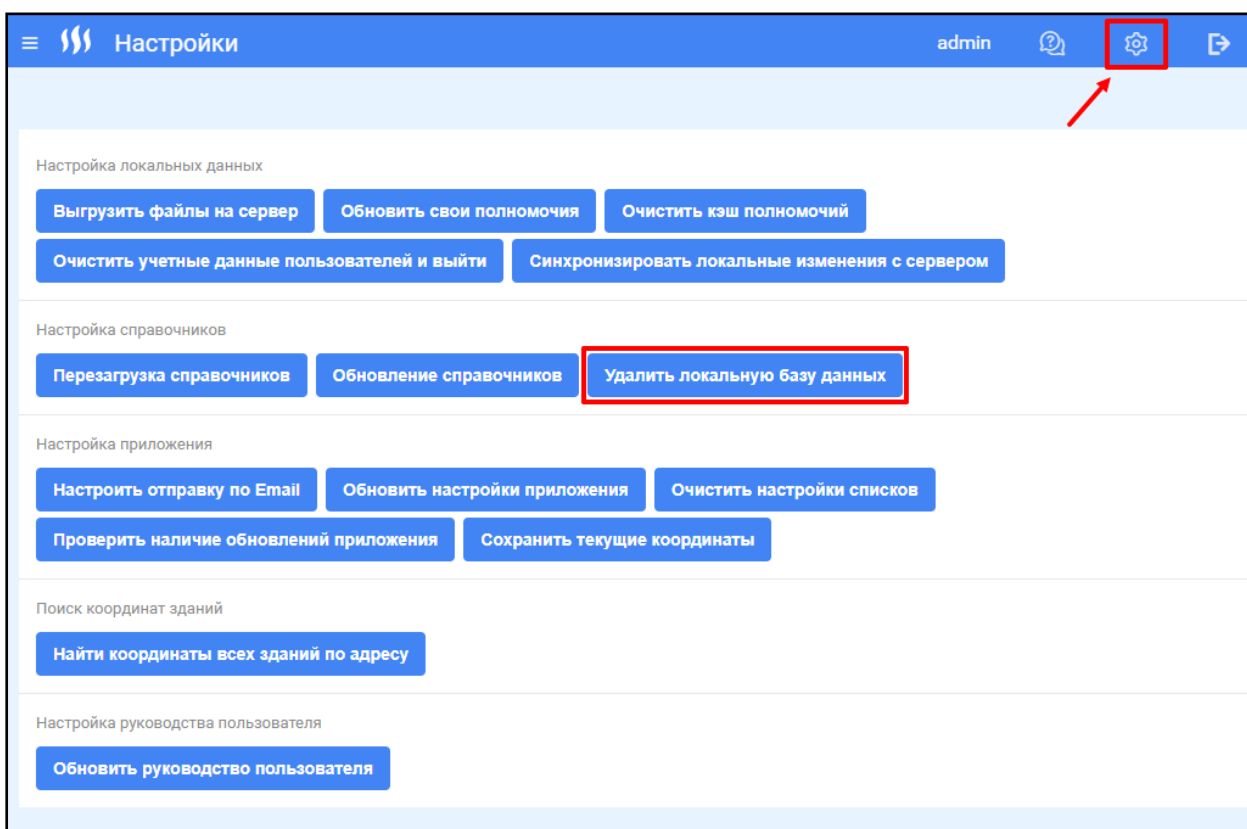 Настройки admin
Настройка локальных данных
Выгрузить файлы на сервер Обновить свои полномочия Очистить кэш полномочий
Очистить учетные данные пользователей и выйти Синхронизировать локальные изменения с сервером
Настройка справочников
Перезагрузка справочников Обновление справочников Удалить локальную базу данных
Настройка приложения
Настроить отправку по Email Обновить настройки приложения Очистить настройки списков
Проверить наличие обновлений приложения Сохранить текущие координаты
Поиск координат зданий
Найти координаты всех зданий по адресу
Настройка руководства пользователя
Обновить руководство пользователя